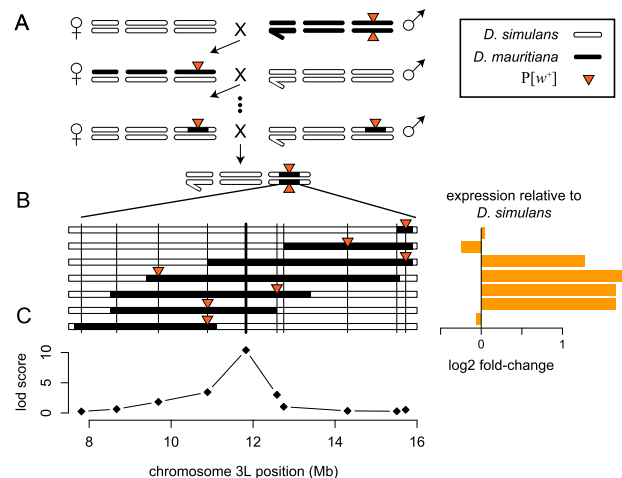 A
X
D. simulans
D. mauritiana
P[w+]
X
X
B
expression relative to
D. simulans
0
1
log2 fold-change
C
lod score
0
5
10
8
10
12
14
16
chromosome 3L position (Mb)